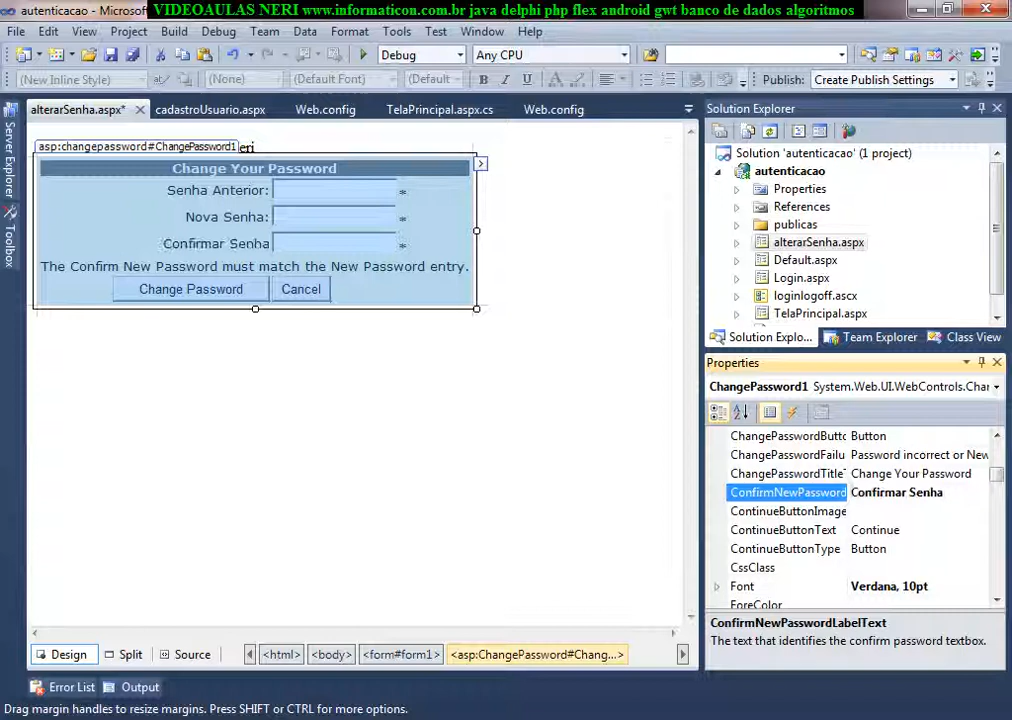 autenticacao - Microsof
VIDEOAULAS NERI www.informaticon.com.br java delphi php flex android gwt banco de dados algoritmos
File Edit View Project Build Debug Team Data Format Tools Test Window Help
Debug Any CPU
(New Inline Style) (None) (Default Font) (Default B I U A Publish: Create Publish Settings
alterarSenha.aspx* cadastroUsuario.aspx Web.config TelaPrincipal.aspx.cs Web.config
Server Explorer
Toolbox
asp:changepassword#ChangePassword1 eri
Change Your Password
Senha Anterior: *
Nova Senha: *
Confirmar Senha *
The Confirm New Password must match the New Password entry.
Change Password Cancel
Design Split Source <html> <body> <form#form1> <asp:ChangePassword#Chang...>
Solution Explorer
Solution 'autenticacao' (1 project)
autenticacao
Properties
References
publicas
alterarSenha.aspx
Default.aspx
Login.aspx
loginlogoff.ascx
TelaPrincipal.aspx
Solution Explo... Team Explorer Class View
Properties
ChangePassword1 System.Web.UI.WebControls.Char
ChangePasswordButtc Button
ChangePasswordFailu Password incorrect or New
ChangePasswordTitle Change Your Password
ConfirmNewPassword Confirmar Senha
ContinueButtonImage
ContinueButtonText Continue
ContinueButtonType Button
CssClass
Font Verdana, 10pt
ForeColor
ConfirmNewPasswordLabelText
The text that identifies the confirm password textbox.
Error List Output
Drag margin handles to resize margins. Press SHIFT or CTRL for more options.